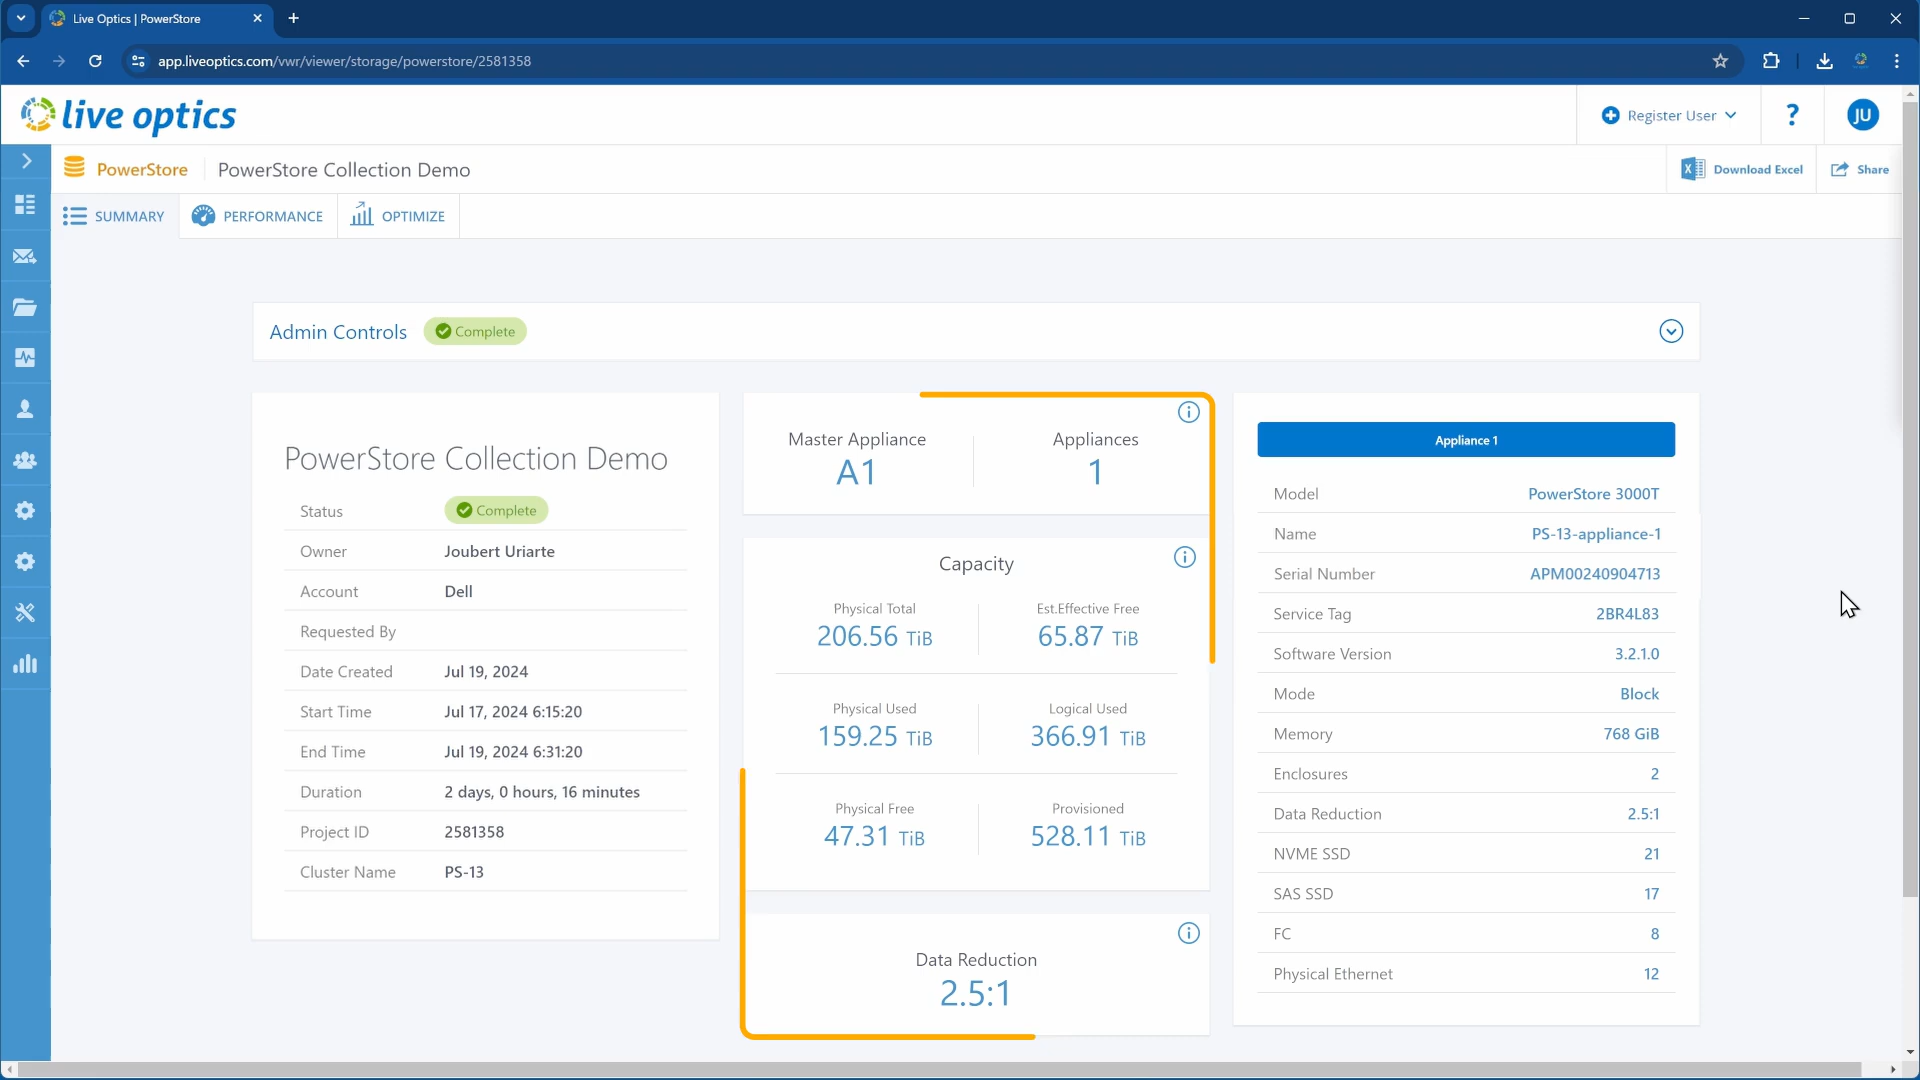 Live Optics | PowerStore
app.liveoptics.com/vwr/viewer/storage/powerstore/2581358
live optics
Register User
?
JU
PowerStore
PowerStore Collection Demo
Download Excel
Share
SUMMARY
PERFORMANCE
OPTIMIZE
Admin Controls
Complete
PowerStore Collection Demo
Status Complete
Owner Joubert Uriarte
Account Dell
Requested By
Date Created Jul 19, 2024
Start Time Jul 17, 2024 6:15:20
End Time Jul 19, 2024 6:31:20
Duration 2 days, 0 hours, 16 minutes
Project ID 2581358
Cluster Name PS-13
Master Appliance
A1
Appliances
1
Capacity
Physical Total
206.56 TiB
Est.Effective Free
65.87 TiB
Physical Used
159.25 TiB
Logical Used
366.91 TiB
Physical Free
47.31 TiB
Provisioned
528.11 TiB
Data Reduction
2.5:1
Appliance 1
Model PowerStore 3000T
Name PS-13-appliance-1
Serial Number APM00240904713
Service Tag 2BR4L83
Software Version 3.2.1.0
Mode Block
Memory 768 GiB
Enclosures 2
Data Reduction 2.5:1
NVME SSD 21
SAS SSD 17
FC 8
Physical Ethernet 12